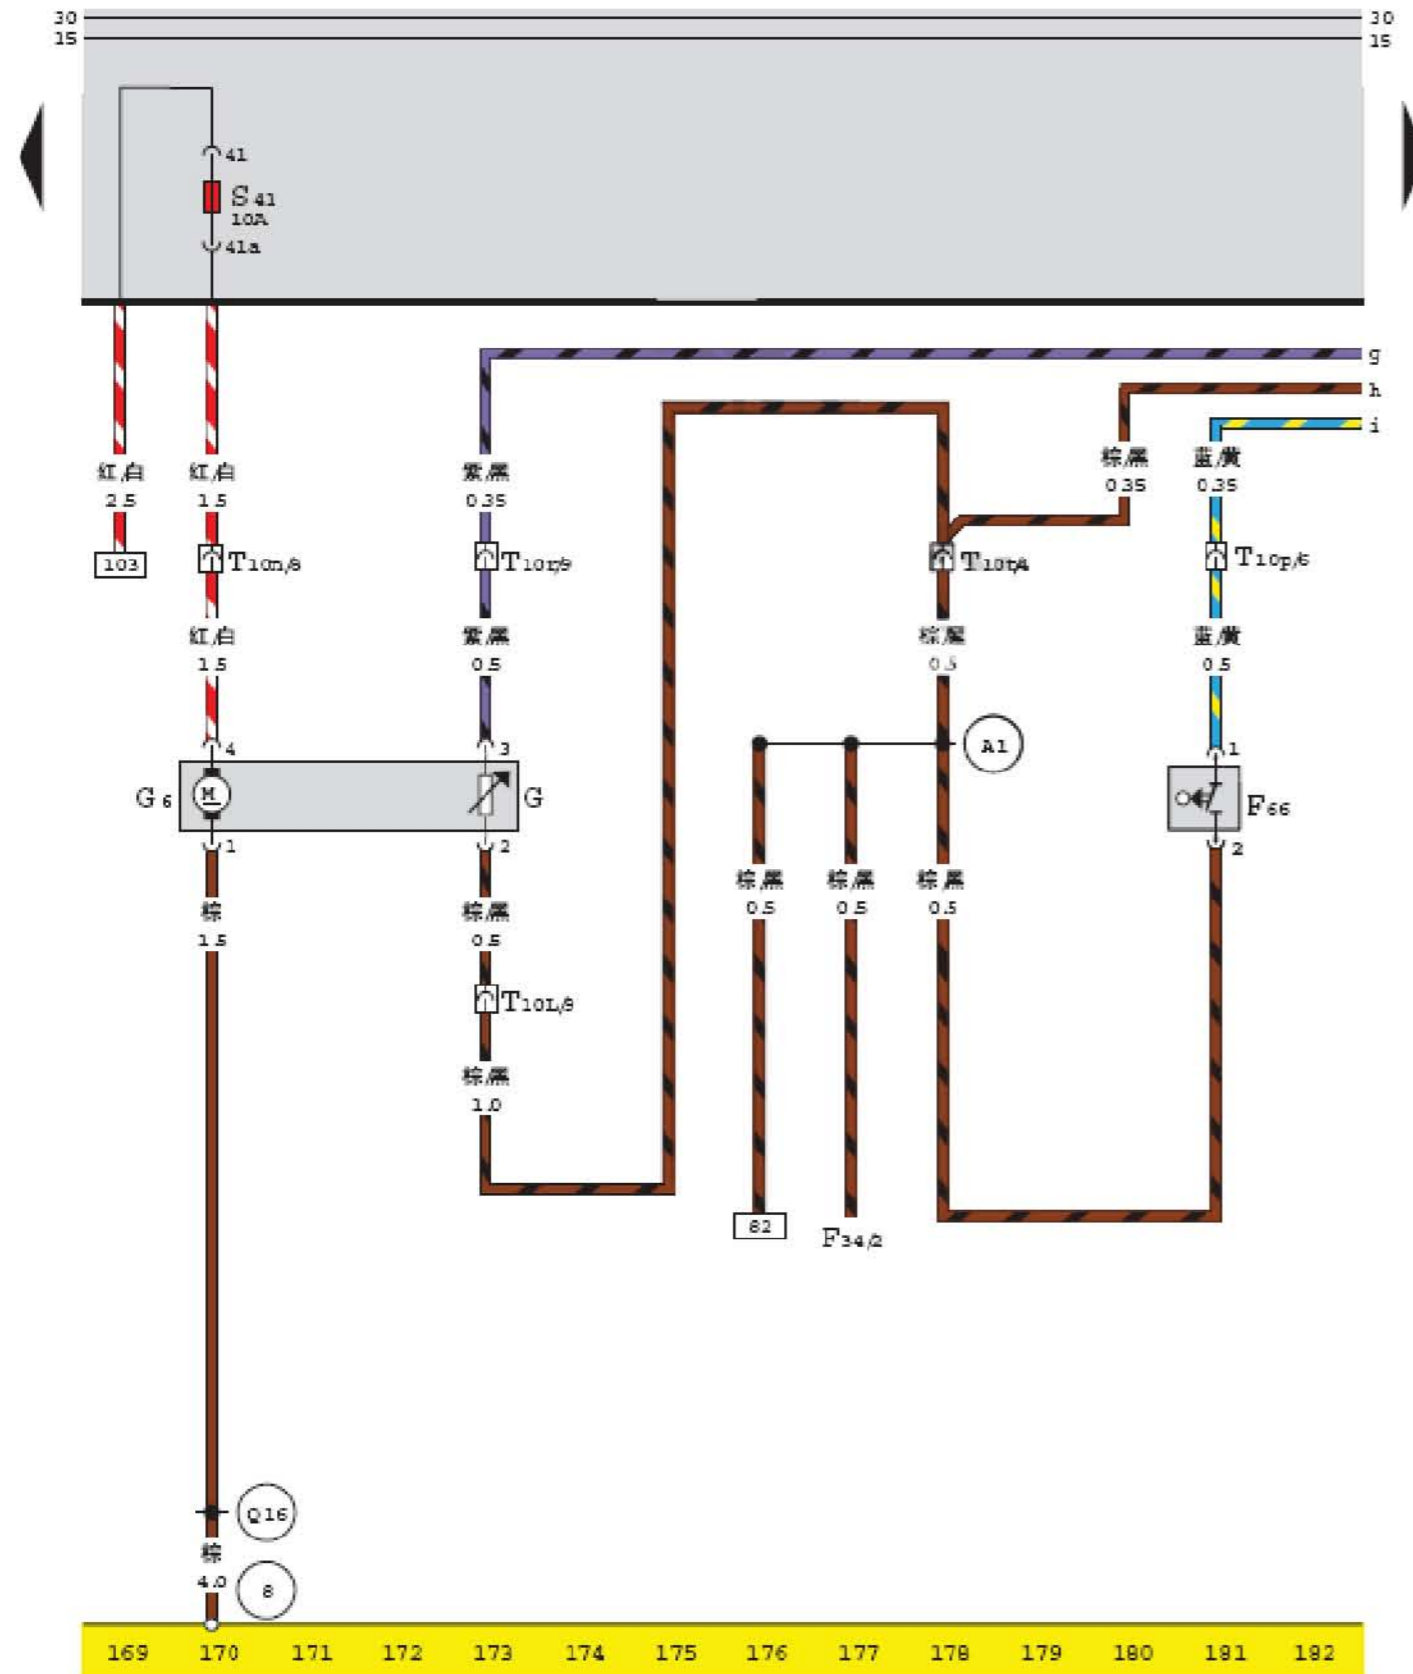 30 30
15 15
41
S 41
10A
41a
g
h
i
红/白 红/白 紫/黑 棕/黑 蓝/黄
2.5 1.5 0.35 0.35 0.35
103 T10n/8 T10r/9 T10t/4 T10p/6
红/白 紫/黑 棕/黑 蓝/黄
1.5 0.5 0.5 0.5
4 3 A1 1
G 6 M G F66
1 2 2
棕/黑 棕/黑 棕/黑
0.5 0.5 0.5
棕 棕/黑
1.5 0.5
T10L/8
棕/黑
1.0
82 F34/2
Q16
棕
4.0 8
169 170 171 172 173 174 175 176 177 178 179 180 181 182